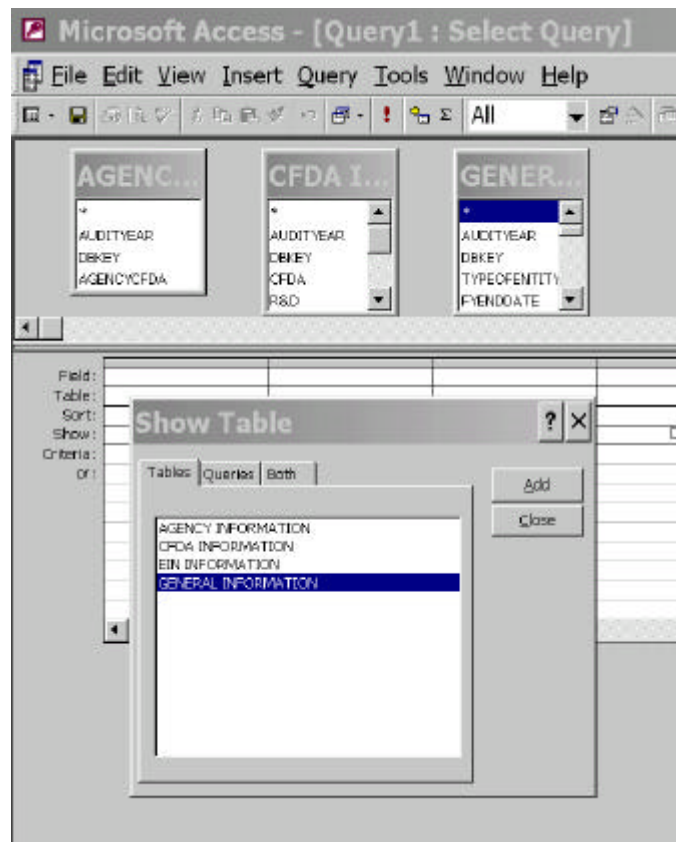 Microsoft Access - [Query1 : Select Query]
File Edit View Insert Query Tools Window Help
All
AGENC...
*
AUDITYEAR
DBKEY
AGENCYCFDA
CFDA I...
*
AUDITYEAR
DBKEY
CFDA
R&D
GENER...
*
AUDITYEAR
DBKEY
TYPEOFENTITY
FYENDDATE
Field:
Table:
Sort:
Show:
Criteria:
or:
Show Table
Tables Queries Both
Add
Close
AGENCY INFORMATION
CFDA INFORMATION
EIN INFORMATION
GENERAL INFORMATION